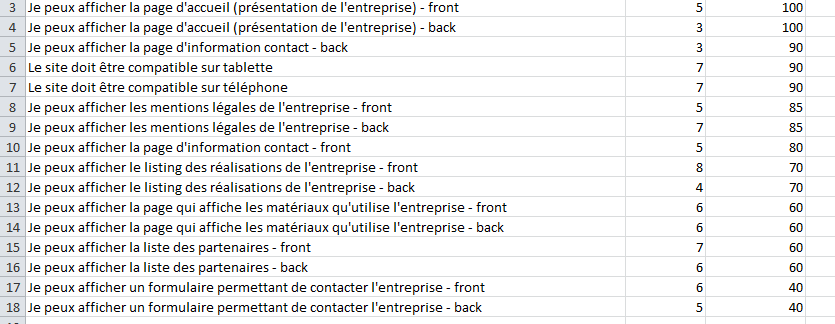 3 Je peux afficher la page d'accueil (présentation de l'entreprise) - front 5 100
4 Je peux afficher la page d'accueil (présentation de l'entreprise) - back 3 100
5 Je peux afficher la page d'information contact - back 3 90
6 Le site doit être compatible sur tablette 7 90
7 Le site doit être compatible sur téléphone 7 90
8 Je peux afficher les mentions légales de l'entreprise - front 5 85
9 Je peux afficher les mentions légales de l'entreprise - back 7 85
10 Je peux afficher la page d'information contact - front 5 80
11 Je peux afficher le listing des réalisations de l'entreprise - front 8 70
12 Je peux afficher le listing des réalisations de l'entreprise - back 4 70
13 Je peux afficher la page qui affiche les matériaux qu'utilise l'entreprise - front 6 60
14 Je peux afficher la page qui affiche les matériaux qu'utilise l'entreprise - back 6 60
15 Je peux afficher la liste des partenaires - front 7 60
16 Je peux afficher la liste des partenaires - back 6 60
17 Je peux afficher un formulaire permettant de contacter l'entreprise - front 6 40
18 Je peux afficher un formulaire permettant de contacter l'entreprise - back 5 40